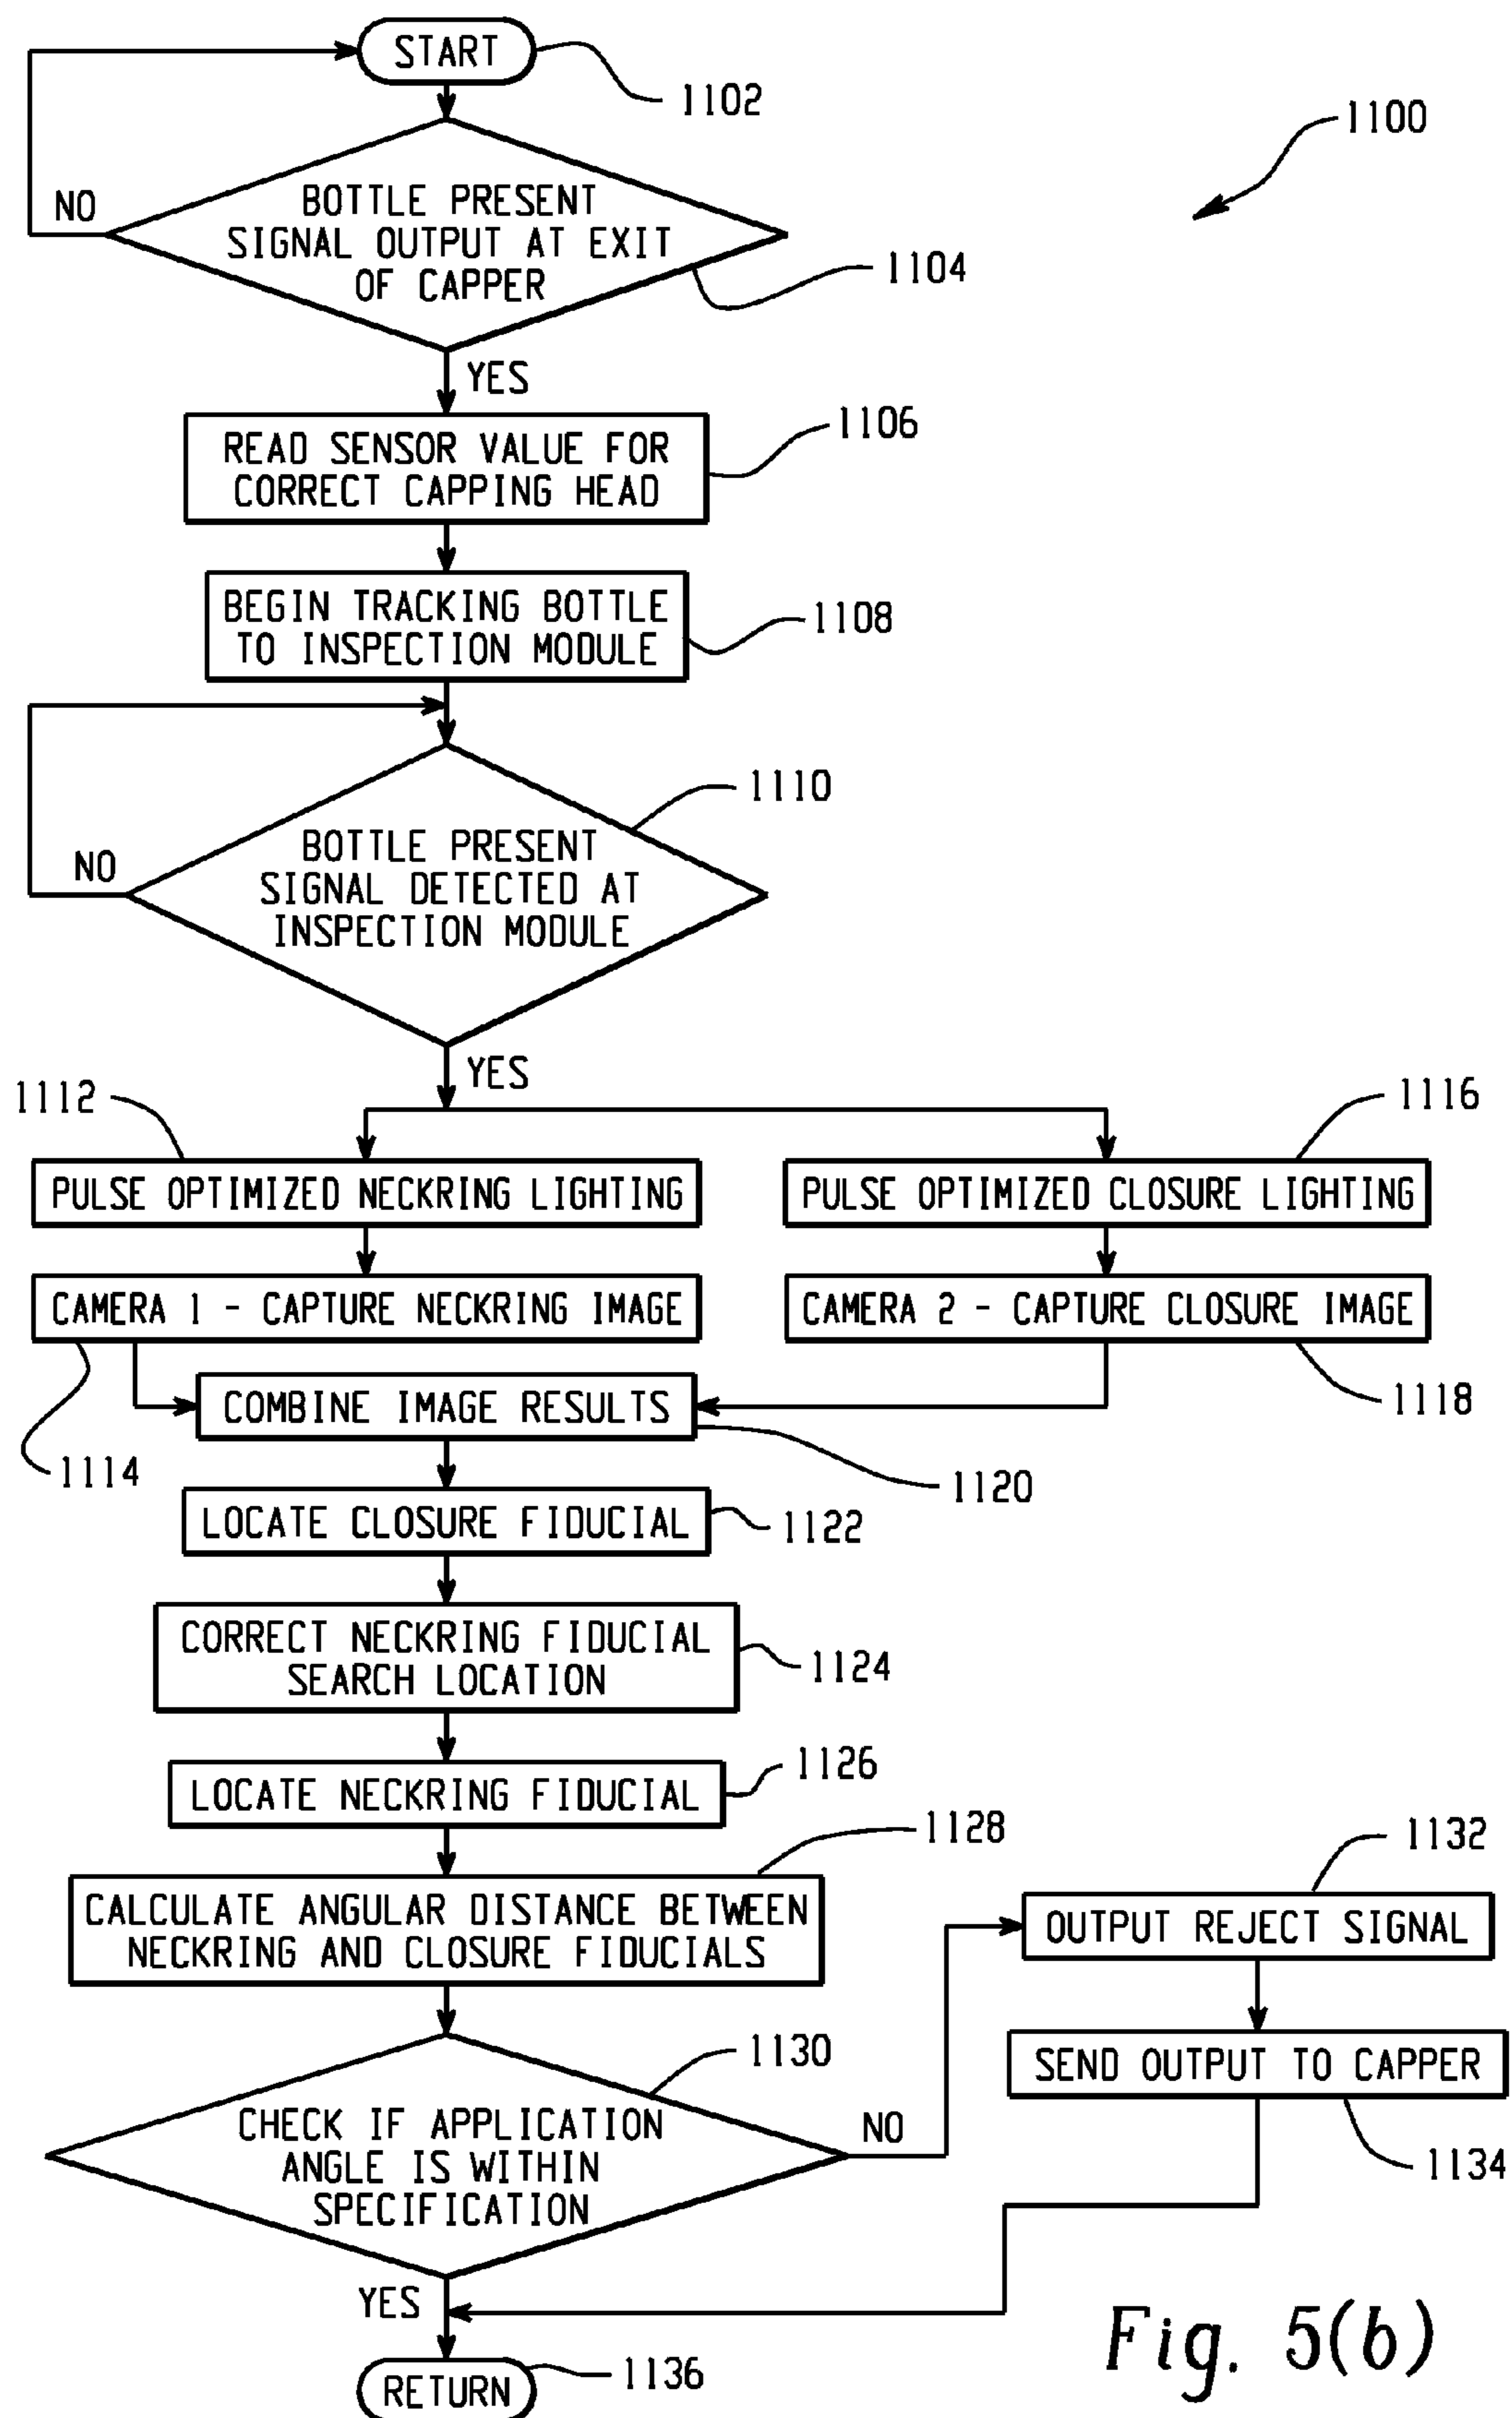 START
1102
1100
NO
BOTTLE PRESENT
SIGNAL OUTPUT AT EXIT
OF CAPPER
1104
YES
READ SENSOR VALUE FOR
CORRECT CAPPING HEAD
1106
BEGIN TRACKING BOTTLE
TO INSPECTION MODULE
1108
1110
NO
BOTTLE PRESENT
SIGNAL DETECTED AT
INSPECTION MODULE
YES
1112
1116
PULSE OPTIMIZED NECKRING LIGHTING
PULSE OPTIMIZED CLOSURE LIGHTING
CAMERA 1 - CAPTURE NECKRING IMAGE
CAMERA 2 - CAPTURE CLOSURE IMAGE
COMBINE IMAGE RESULTS
1118
1114
1120
LOCATE CLOSURE FIDUCIAL
1122
CORRECT NECKRING FIDUCIAL
SEARCH LOCATION
1124
1126
LOCATE NECKRING FIDUCIAL
1128
1132
CALCULATE ANGULAR DISTANCE BETWEEN
NECKRING AND CLOSURE FIDUCIALS
OUTPUT REJECT SIGNAL
1130
SEND OUTPUT TO CAPPER
CHECK IF APPLICATION
ANGLE IS WITHIN
SPECIFICATION
NO
1134
YES
RETURN
1136
Fig. 5(b)